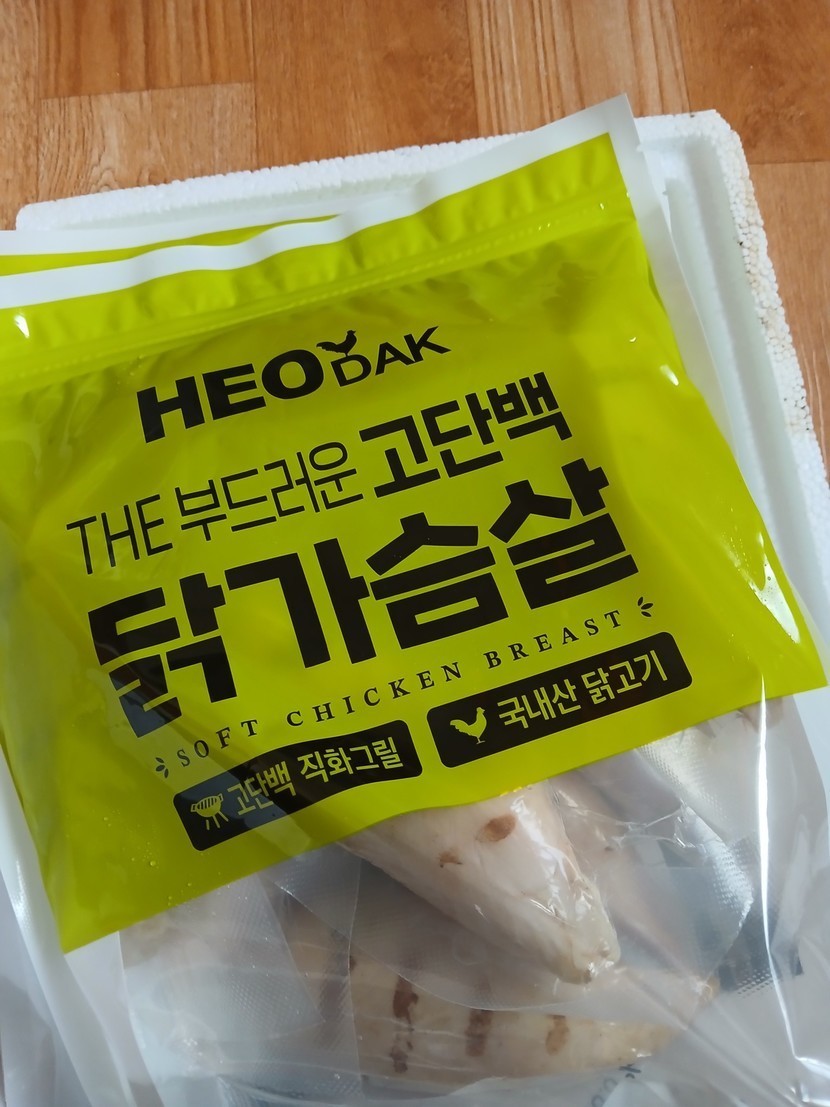 HEODAK
THE 부드러운 고단백
닭가슴살
SOFT CHICKEN BREAST
고단백 직화그릴
국내산 닭고기